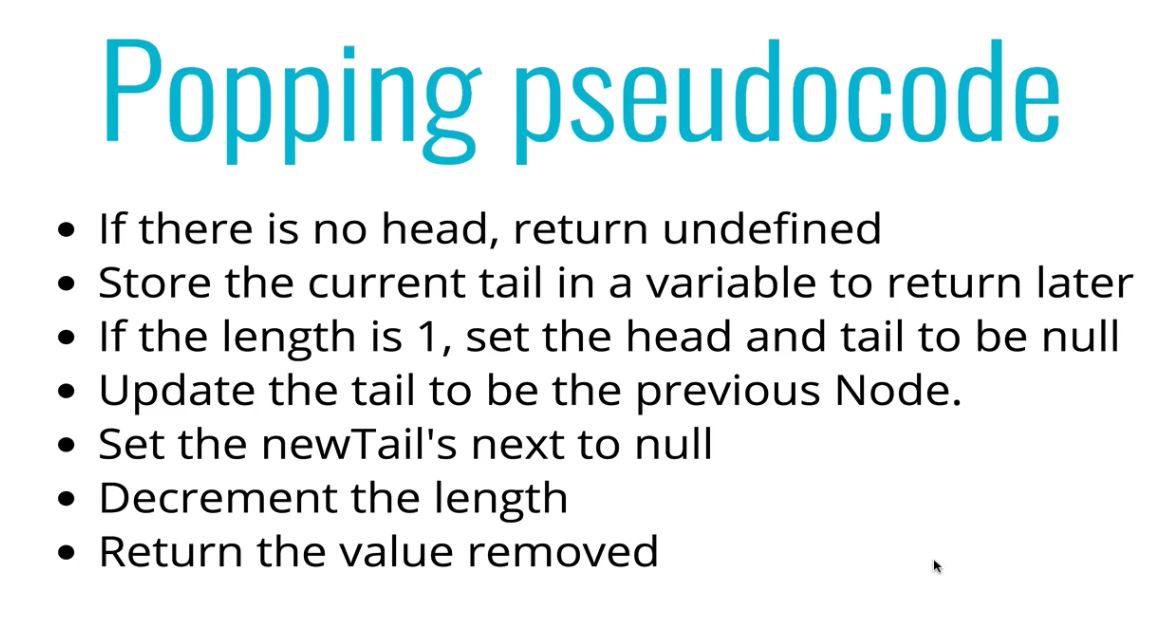 Popping pseudocode
• If there is no head, return undefined
• Store the current tail in a variable to return later
• If the length is 1, set the head and tail to be null
• Update the tail to be the previous Node.
• Set the newTail's next to null
• Decrement the length
• Return the value removed